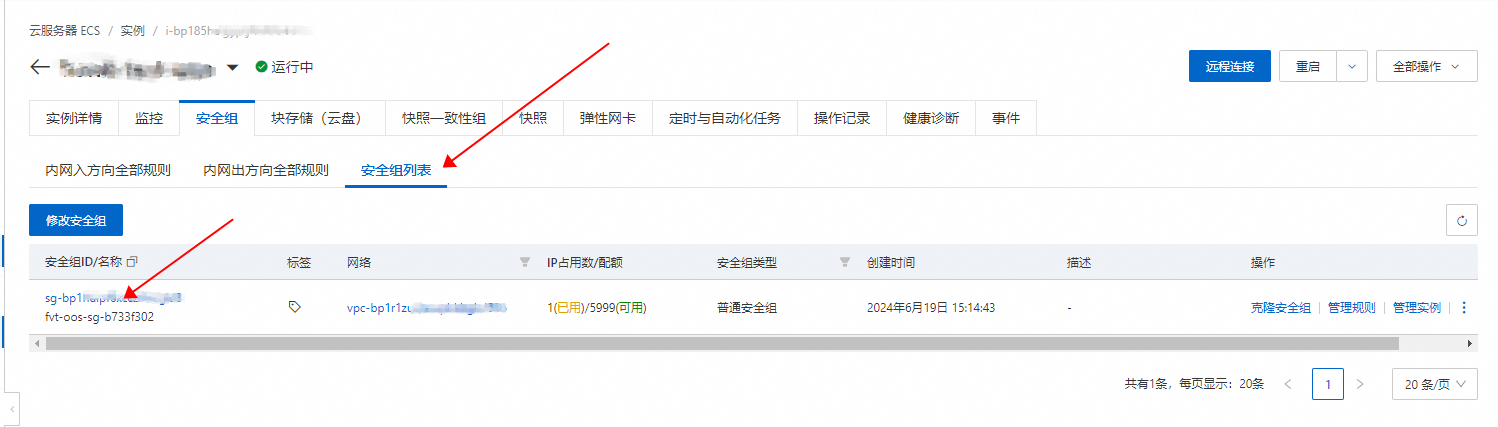 云服务器 ECS / 实例 / i-bp185h
运行中
远程连接 重启 全部操作
实例详情 监控 安全组 块存储（云盘） 快照一致性组 快照 弹性网卡 定时与自动化任务 操作记录 健康诊断 事件
内网入方向全部规则 内网出方向全部规则 安全组列表
修改安全组
安全组ID/名称 标签 网络 IP占用数/配额 安全组类型 创建时间 描述 操作
sg-bp1 vpc-bp1r1zu 1(已用)/5999(可用) 普通安全组 2024年6月19日 15:14:43 - 克隆安全组 管理规则 管理实例
fvt-oos-sg-b733f302
共有1条，每页显示：20条 1 20 条/页